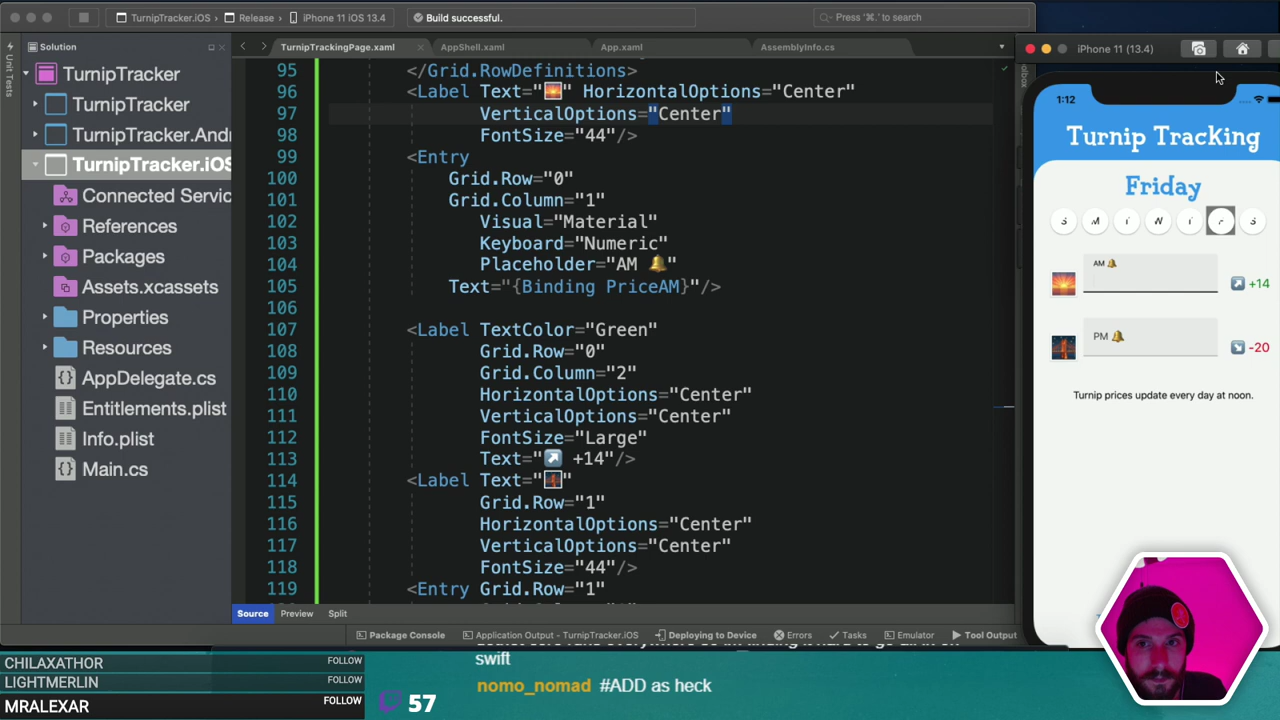 TurnipTracker.iOS › Release › iPhone 11 iOS 13.4
Build successful.
Press '⌘.' to search
Unit Tests
Solution
TurnipTrackingPage.xaml
AppShell.xaml
App.xaml
AssemblyInfo.cs
TurnipTracker
TurnipTracker
TurnipTracker.Andr
TurnipTracker.iOS
Connected Servic
References
Packages
Assets.xcassets
Properties
Resources
AppDelegate.cs
Entitlements.plist
Info.plist
Main.cs
95 </Grid.RowDefinitions>
96 <Label Text="🌅" HorizontalOptions="Center"
97 VerticalOptions="Center"
98 FontSize="44"/>
99 <Entry
100 Grid.Row="0"
101 Grid.Column="1"
102 Visual="Material"
103 Keyboard="Numeric"
104 Placeholder="AM 🔔"
105 Text="{Binding PriceAM}"/>
106
107 <Label TextColor="Green"
108 Grid.Row="0"
109 Grid.Column="2"
110 HorizontalOptions="Center"
111 VerticalOptions="Center"
112 FontSize="Large"
113 Text="↗️ +14"/>
114 <Label Text="🌃"
115 Grid.Row="1"
116 HorizontalOptions="Center"
117 VerticalOptions="Center"
118 FontSize="44"/>
119 <Entry Grid.Row="1"
Source
Preview
Split
Package Console
Application Output - TurnipTracker.iOS
Deploying to Device
Errors
Tasks
Emulator
Tool Output
iPhone 11 (13.4)
1:12
Turnip Tracking
Friday
S M T W T F S
AM 🔔
↗️ +14
PM 🔔
↘️ -20
Turnip prices update every day at noon.
CHILAXATHOR FOLLOW
LIGHTMERLIN FOLLOW
MRALEXAR FOLLOW
57
swift
nomo_nomad #ADD as heck